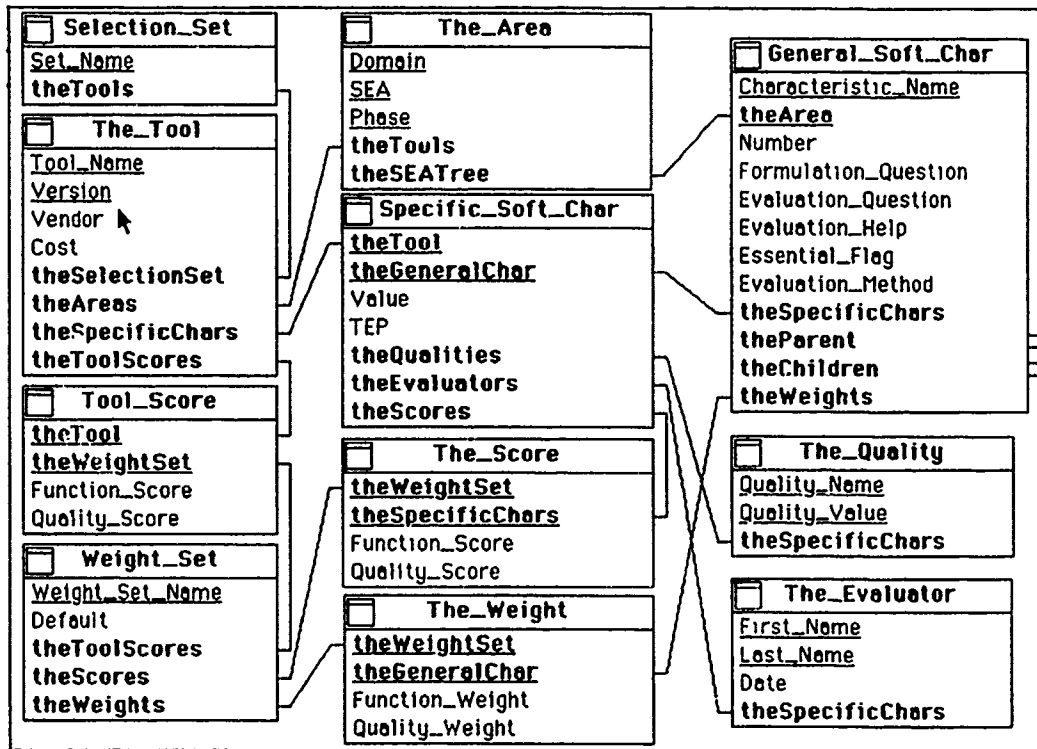 Selection_Set
Set_Name
theTools
The_Tool
Tool_Name
Version
Vendor
Cost
theSelectionSet
theAreas
theSpecificChars
theToolScores
Tool_Score
theTool
theWeightSet
Function_Score
Quality_Score
Weight_Set
Weight_Set_Name
Default
theToolScores
theScores
theWeights
The_Area
Domain
SEA
Phase
theTools
theSEATree
Specific_Soft_Char
theTool
theGeneralChar
Value
TEP
theQualities
theEvaluators
theScores
The_Score
theWeightSet
theSpecificChars
Function_Score
Quality_Score
The_Weight
theWeightSet
theGeneralChar
Function_Weight
Quality_Weight
General_Soft_Char
Characteristic_Name
theArea
Number
Formulation_Question
Evaluation_Question
Evaluation_Help
Essential_Flag
Evaluation_Method
theSpecificChars
theParent
theChildren
theWeights
The_Quality
Quality_Name
Quality_Value
theSpecificChars
The_Evaluator
First_Name
Last_Name
Date
theSpecificChars